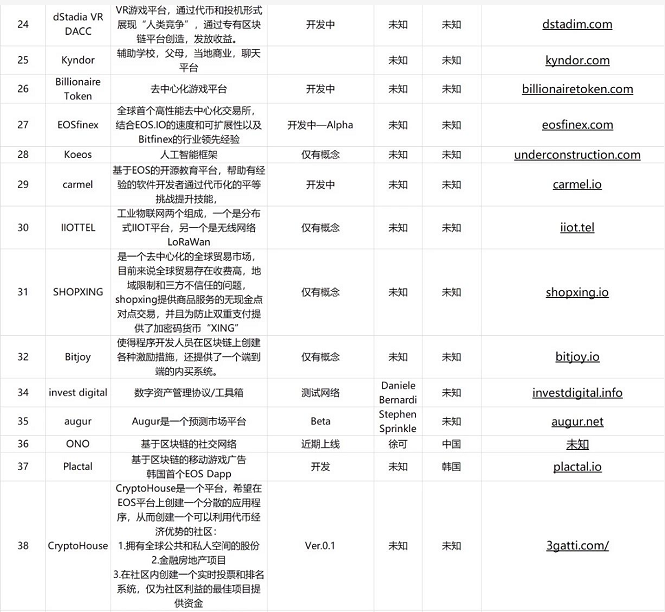 24 dStadia VR DACC VR游戏平台，通过代币和投机形式展现“人类竞争”，通过专有区块链平台创造，发放收益。 开发中 未知 未知 dstadim.com
25 Kyndor 辅助学校，父母，当地商业，聊天平台 未知 未知 kyndor.com
26 Billionaire Token 去中心化游戏平台 开发中 未知 未知 billionairetoken.com
27 EOSfinex 全球首个高性能去中心化交易所，结合EOS.IO的速度和可扩展性以及Bitfinex的行业领先经验 开发中—Alpha 未知 未知 eosfinex.com
28 Koeos 人工智能框架 仅有概念 未知 未知 underconstruction.com
29 carmel 基于EOS的开源教育平台，帮助有经验的软件开发者通过代币化的平等挑战提升技能， 开发中 未知 未知 carmel.io
30 IIOTTEL 工业物联网两个组成，一个是分布式IIOT平台，另一个是无线网络LoRaWan 仅有概念 未知 未知 iiot.tel
31 SHOPXING 是一个去中心化的全球贸易市场，目前来说全球贸易存在收费高，地域限制和三方不信任的问题，shopxing提供商品服务的无现金点对点交易，并且为防止双重支付提供了加密码货币“XING” 仅有概念 未知 未知 shopxing.io
32 Bitjoy 使得程序开发人员在区块链上创建各种激励措施，还提供了一个端到端的内买系统。 仅有概念 未知 未知 bitjoy.io
34 invest digital 数字资产管理协议/工具箱 测试网络 Daniele Bernardi 未知 investdigital.info
35 augur Augur是一个预测市场平台 Beta Stephen Sprinkle 未知 augur.net
36 ONO 基于区块链的社交网络 近期上线 徐可 中国 未知
37 Plactal 基于区块链的移动游戏广告 韩国首个EOS Dapp 开发 未知 韩国 plactal.io
38 CryptoHouse CryptoHouse是一个平台，希望在EOS平台上创建一个分散的应用程序，从而创建一个可以利用代币经济优势的社区： 1.拥有全球公共和私人空间的股份 2.金融房地产项目 3.在社区内创建一个实时投票和排名系统，仅为社区利益的最佳项目提供资金 Ver.0.1 未知 未知 3gatti.com/